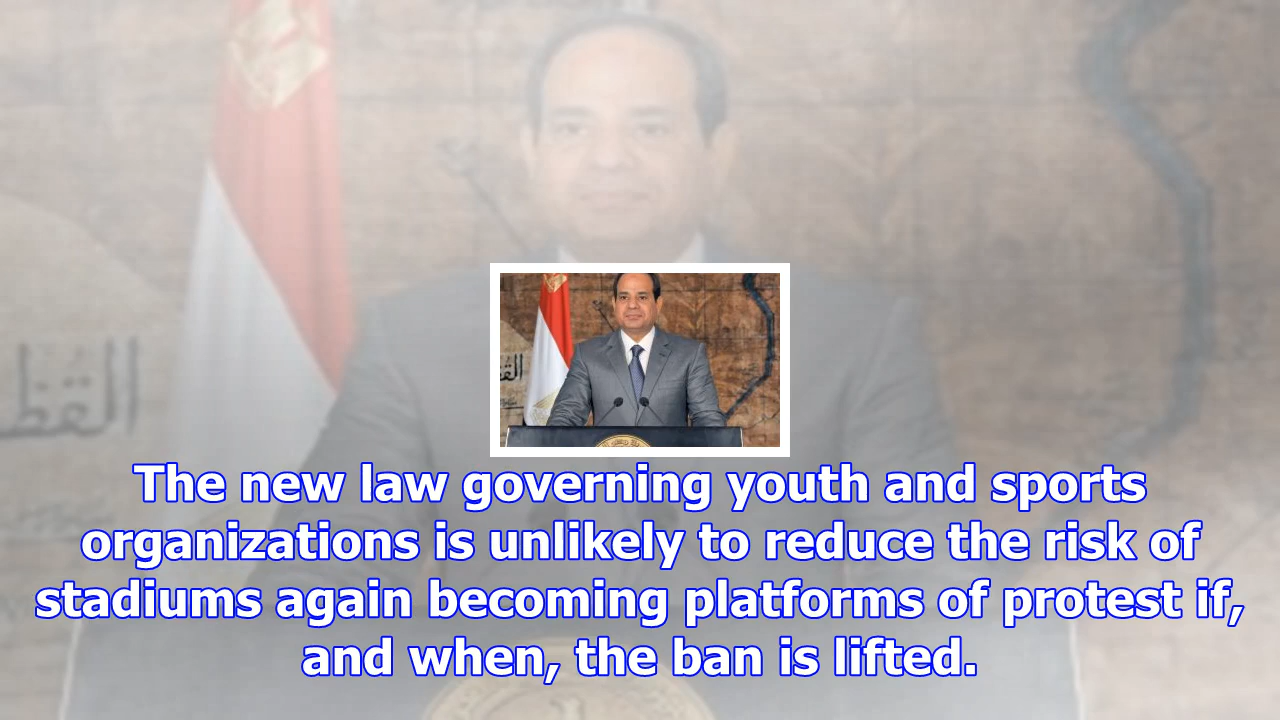 القظ
The new law governing youth and sports
organizations is unlikely to reduce the risk of
stadiums again becoming platforms of protest if,
and when, the ban is lifted.